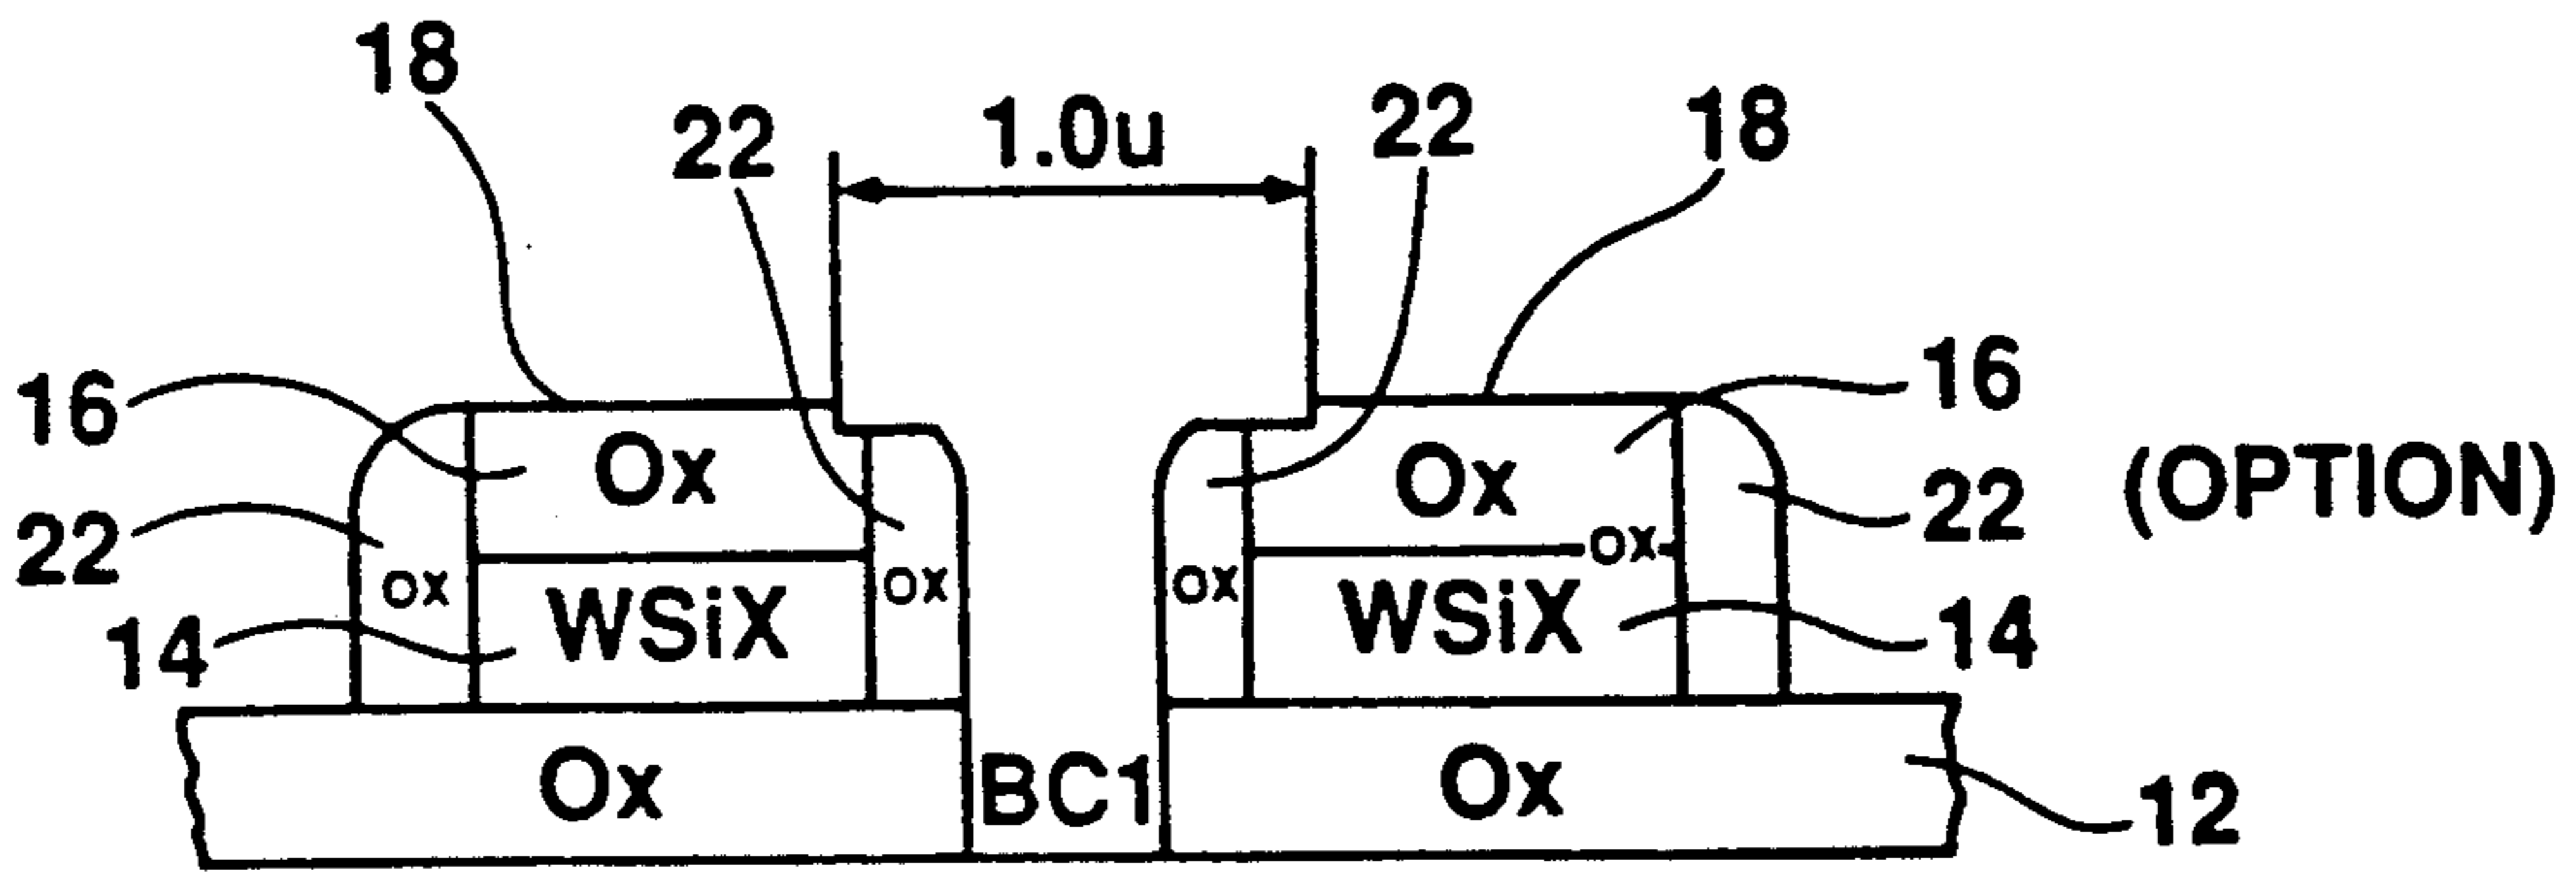 18
22 1.0u 22 18
16 16
Ox Ox (OPTION)
22 22
ox ox ox ox
14 WSiX WSiX 14
Ox BC1 Ox 12